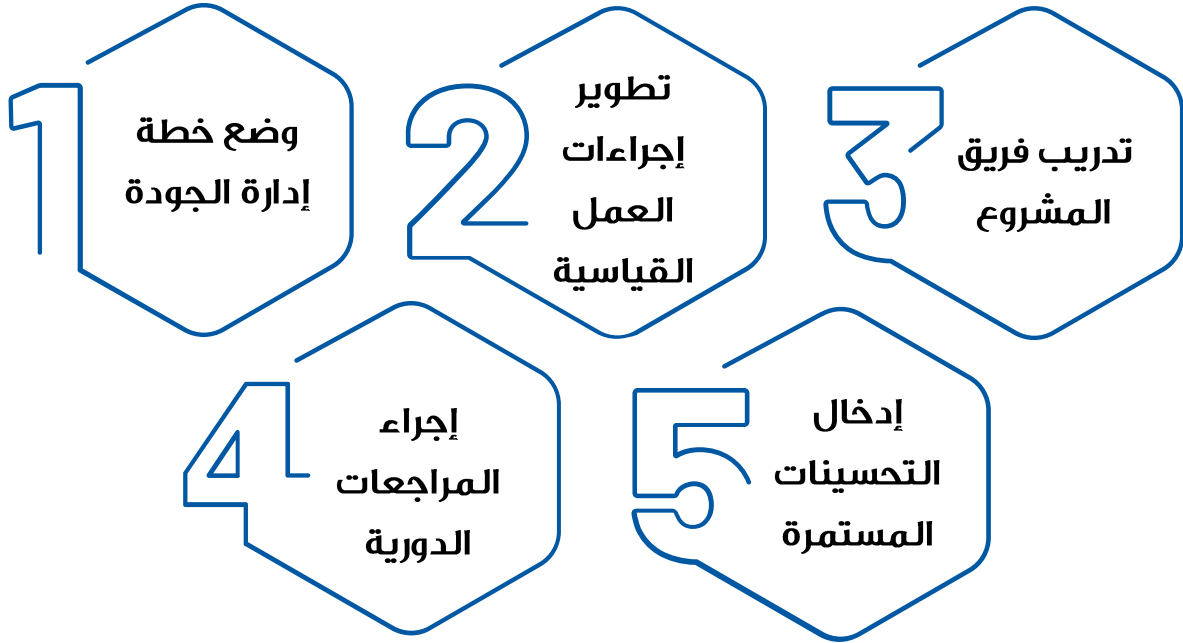 1
وضع خطة
إدارة الجودة
2
تطوير
إجراءات
العمل
القياسية
3
تدريب فريق
المشروع
4
إجراء
المراجعات
الدورية
5
إدخال
التحسينات
المستمرة